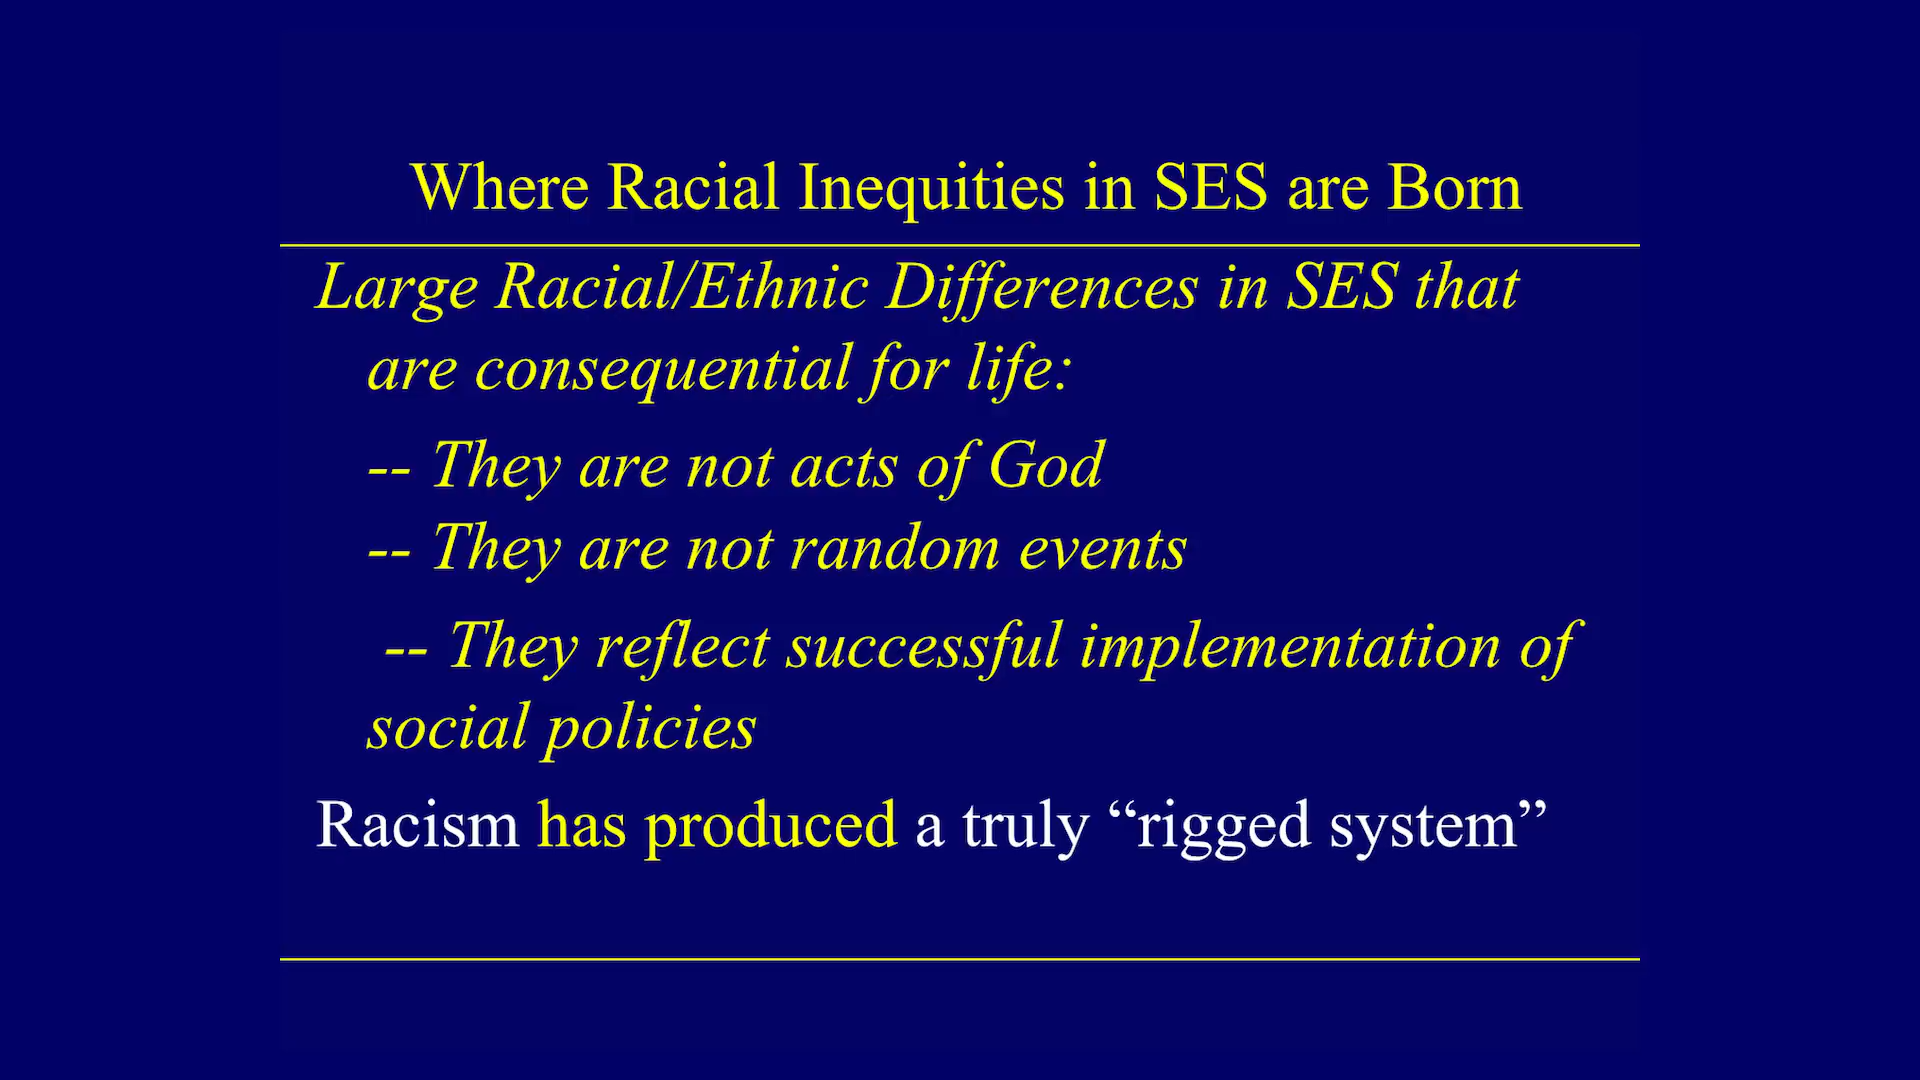 Where Racial Inequities in SES are Born
Large Racial/Ethnic Differences in SES that
are consequential for life:
-- They are not acts of God
-- They are not random events
-- They reflect successful implementation of
social policies
Racism has produced a truly “rigged system”